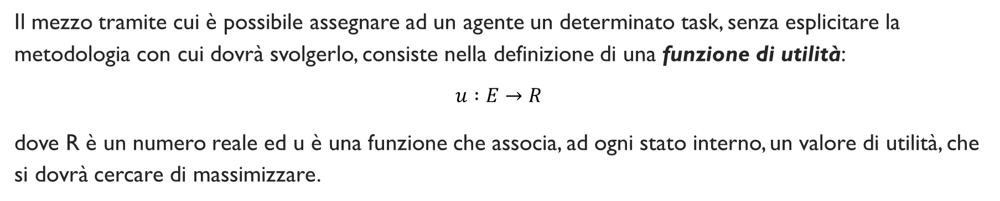 Il mezzo tramite cui è possibile assegnare ad un agente un determinato task, senza esplicitare la
metodologia con cui dovrà svolgerlo, consiste nella definizione di una funzione di utilità:
u : E → R
dove R è un numero reale ed u è una funzione che associa, ad ogni stato interno, un valore di utilità, che
si dovrà cercare di massimizzare.